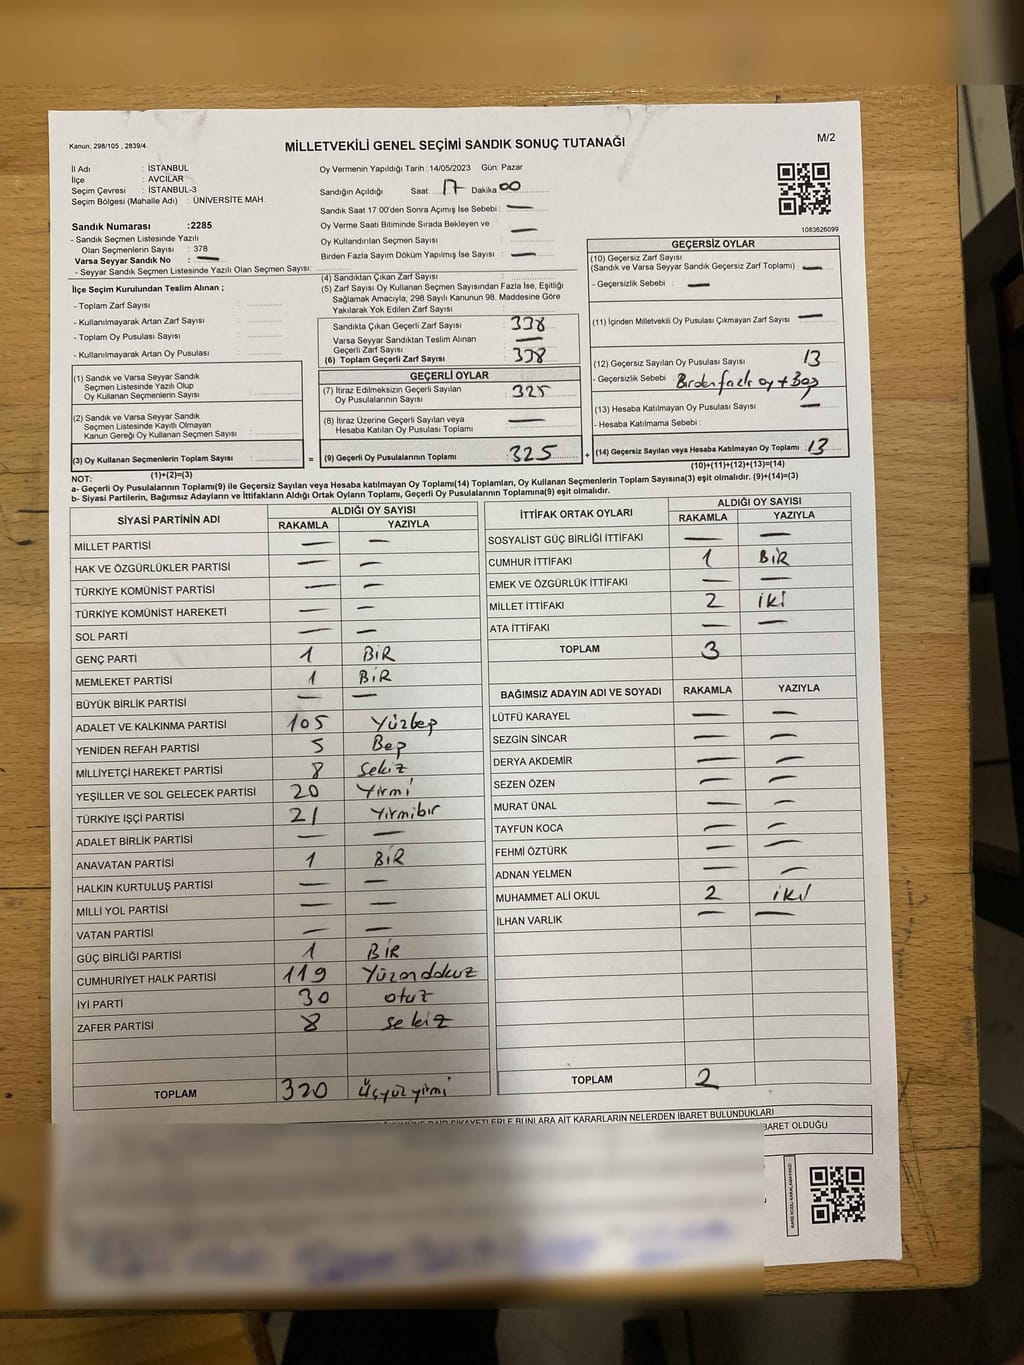 Kanun; 298/105 , 2839/4
MİLLETVEKİLİ GENEL SEÇİMİ SANDIK SONUÇ TUTANAĞI
M/2
İl Adı : İSTANBUL
İlçe : AVCILAR
Seçim Çevresi : İSTANBUL-3
Seçim Bölgesi (Mahalle Adı) : ÜNİVERSİTE MAH.
Sandık Numarası :2285
- Sandık Seçmen Listesinde Yazılı
Olan Seçmenlerin Sayısı : 378
Varsa Seyyar Sandık No : —
- Seyyar Sandık Seçmen Listesinde Yazılı Olan Seçmen Sayısı:
İlçe Seçim Kurulundan Teslim Alınan ;
- Toplam Zarf Sayısı :
- Kullanılmayarak Artan Zarf Sayısı :
- Toplam Oy Pusulası Sayısı :
- Kullanılmayarak Artan Oy Pusulası :
(1) Sandık ve Varsa Seyyar Sandık
Seçmen Listesinde Yazılı Olup
Oy Kullanan Seçmenlerin Sayısı :
(2) Sandık ve Varsa Seyyar Sandık
Seçmen Listesinde Kayıtlı Olmayan
Kanun Gereği Oy Kullanan Seçmen Sayısı :
(3) Oy Kullanan Seçmenlerin Toplam Sayısı :
(1)+(2)=(3)
Oy Vermenin Yapıldığı Tarih :14/05/2023 Gün: Pazar
Sandığın Açıldığı Saat: 17 Dakika 00
Sandık Saat 17.00'den Sonra Açımış İse Sebebi : —
Oy Verme Saati Bitiminde Sırada Bekleyen ve
Oy Kullandırılan Seçmen Sayısı : —
Birden Fazla Sayım Döküm Yapılmış İse Sayısı : —
(4) Sandıktan Çıkan Zarf Sayısı :
(5) Zarf Sayısı Oy Kullanan Seçmen Sayısından Fazla İse, Eşitliği
Sağlamak Amacıyla, 298 Sayılı Kanunun 98. Maddesine Göre
Yakılarak Yok Edilen Zarf Sayısı :
Sandıkta Çıkan Geçerli Zarf Sayısı : 338
Varsa Seyyar Sandıktan Teslim Alınan
Geçerli Zarf Sayısı : —
(6) Toplam Geçerli Zarf Sayısı : 338
GEÇERLİ OYLAR
(7) İtiraz Edilmeksizin Geçerli Sayılan
Oy Pusulalarının Sayısı : 325
(8) İtiraz Üzerine Geçerli Sayılan veya
Hesaba Katılan Oy Pusulası Toplamı : —
= (9) Geçerli Oy Pusulalarının Toplamı : 325
1083626099
GEÇERSİZ OYLAR
(10) Geçersiz Zarf Sayısı
(Sandık ve Varsa Seyyar Sandık Geçersiz Zarf Toplamı) : —
- Geçersizlik Sebebi : —
(11) İçinden Milletvekili Oy Pusulası Çıkmayan Zarf Sayısı : —
(12) Geçersiz Sayılan Oy Pusulası Sayısı : 13
- Geçersizlik Sebebi : Birden fazla oy + Boş
(13) Hesaba Katılmayan Oy Pusulası Sayısı : —
- Hesaba Katılmama Sebebi :
+ (14) Geçersiz Sayılan veya Hesaba Katılmayan Oy Toplamı : 13
(10)+(11)+(12)+(13)=(14)
NOT:
a- Geçerli Oy Pusulalarının Toplamı(9) ile Geçersiz Sayılan veya Hesaba katılmayan Oy Toplamı(14) Toplamları, Oy Kullanan Seçmenlerin Toplam Sayısına(3) eşit olmalıdır. (9)+(14)=(3)
b- Siyasi Partilerin, Bağımsız Adayların ve İttifakların Aldığı Ortak Oyların Toplamı, Geçerli Oy Pusulalarının Toplamına(9) eşit olmalıdır.
SİYASİ PARTİNİN ADI ALDIĞI OY SAYISI
RAKAMLA YAZIYLA
MİLLET PARTİSİ — —
HAK VE ÖZGÜRLÜKLER PARTİSİ — —
TÜRKİYE KOMÜNİST PARTİSİ — —
TÜRKİYE KOMÜNİST HAREKETİ — —
SOL PARTİ — —
GENÇ PARTİ 1 BİR
MEMLEKET PARTİSİ 1 BİR
BÜYÜK BİRLİK PARTİSİ — —
ADALET VE KALKINMA PARTİSİ 105 Yüzbeş
YENİDEN REFAH PARTİSİ 5 Beş
MİLLİYETÇİ HAREKET PARTİSİ 8 sekiz
YEŞİLLER VE SOL GELECEK PARTİSİ 20 Yirmi
TÜRKİYE İŞÇİ PARTİSİ 21 Yirmibir
ADALET BİRLİK PARTİSİ — —
ANAVATAN PARTİSİ 1 BİR
HALKIN KURTULUŞ PARTİSİ — —
MİLLİ YOL PARTİSİ — —
VATAN PARTİSİ — —
GÜÇ BİRLİĞİ PARTİSİ 1 BİR
CUMHURİYET HALK PARTİSİ 119 Yüzondokuz
İYİ PARTİ 30 otuz
ZAFER PARTİSİ 8 sekiz
TOPLAM 320 üçyüzyirmi
İTTİFAK ORTAK OYLARI ALDIĞI OY SAYISI
RAKAMLA YAZIYLA
SOSYALİST GÜÇ BİRLİĞİ İTTİFAKI — —
CUMHUR İTTİFAKI 1 BİR
EMEK VE ÖZGÜRLÜK İTTİFAKI — —
MİLLET İTTİFAKI 2 iki
ATA İTTİFAKI — —
TOPLAM 3
BAĞIMSIZ ADAYIN ADI VE SOYADI RAKAMLA YAZIYLA
LÜTFÜ KARAYEL — —
SEZGİN SİNCAR — —
DERYA AKDEMİR — —
SEZEN ÖZEN — —
MURAT ÜNAL — —
TAYFUN KOCA — —
FEHMİ ÖZTÜRK — —
ADNAN YELMEN — —
MUHAMMET ALİ OKUL 2 iki
İLHAN VARLIK — —
TOPLAM 2
ŞİKAYETLERLE BUNLARA AİT KARARLARIN NELERDEN İBARET BULUNDUKLARI
OLDUĞU